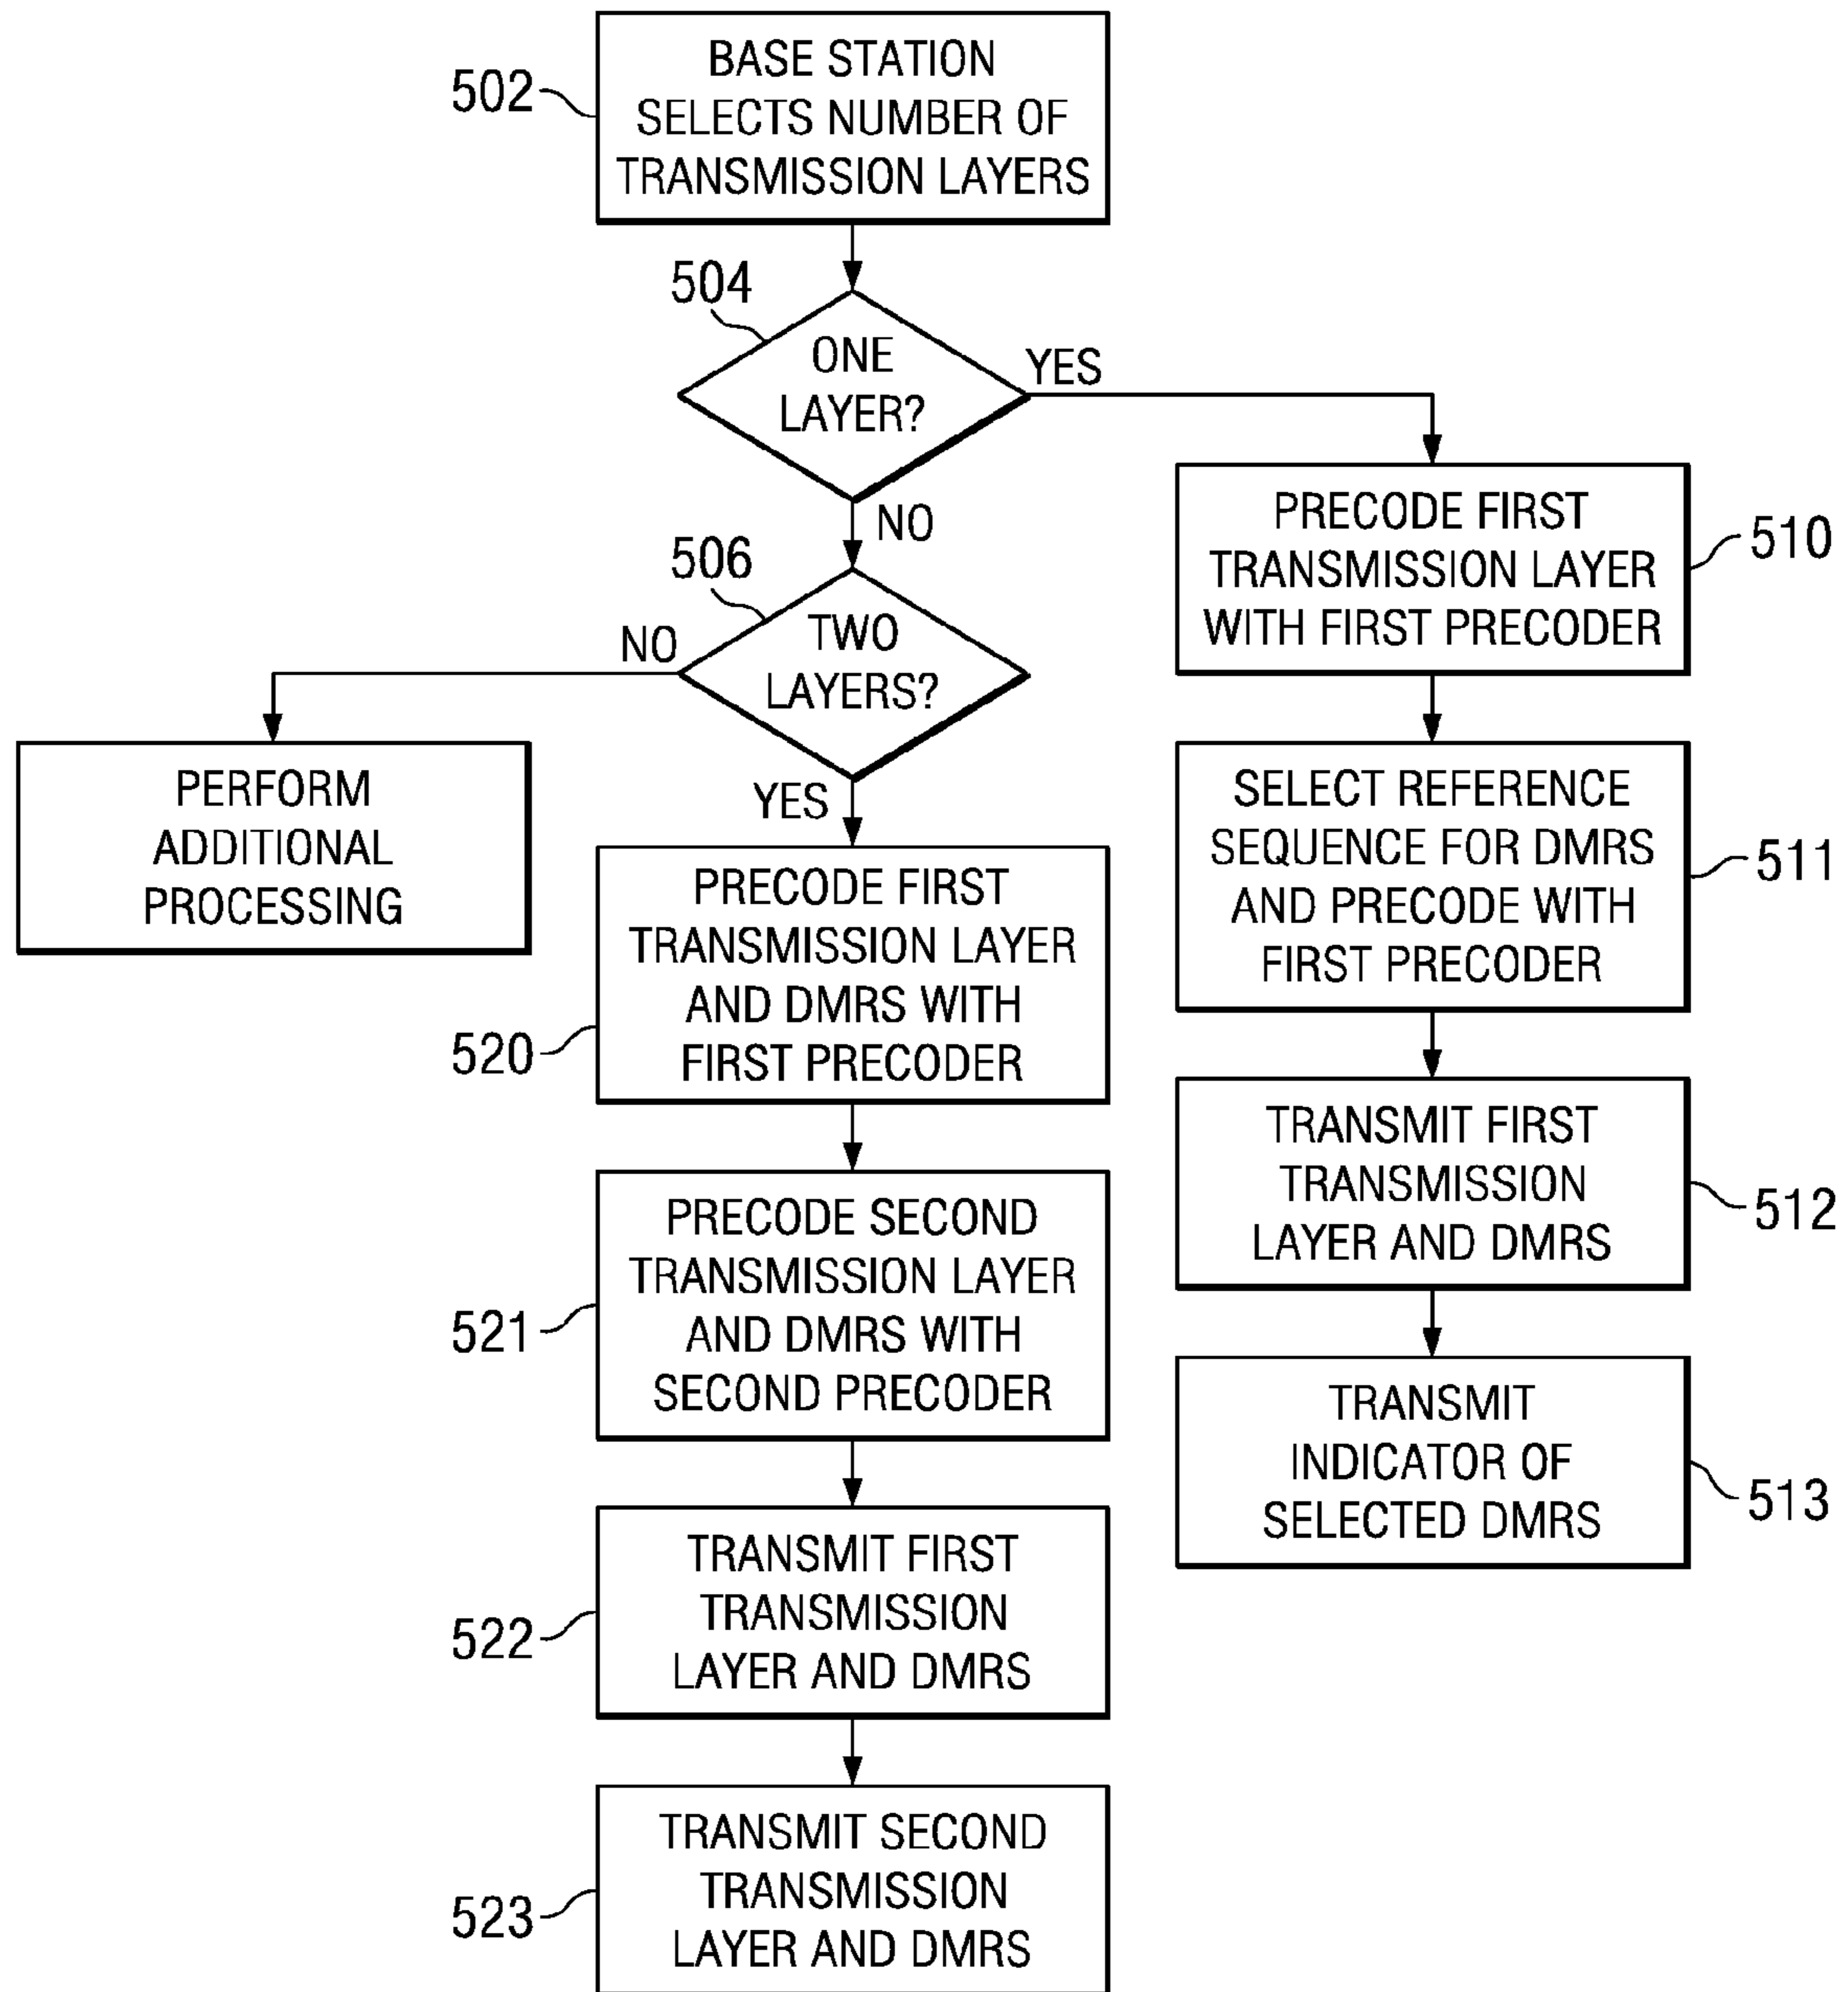 502
BASE STATION
SELECTS NUMBER OF
TRANSMISSION LAYERS
504
ONE
LAYER?
YES
NO
506
TWO
LAYERS?
NO
YES
PERFORM
ADDITIONAL
PROCESSING
PRECODE FIRST
TRANSMISSION LAYER
WITH FIRST PRECODER
510
SELECT REFERENCE
SEQUENCE FOR DMRS
AND PRECODE WITH
FIRST PRECODER
511
TRANSMIT FIRST
TRANSMISSION
LAYER AND DMRS
512
TRANSMIT
INDICATOR OF
SELECTED DMRS
513
PRECODE FIRST
TRANSMISSION LAYER
AND DMRS WITH
FIRST PRECODER
520
PRECODE SECOND
TRANSMISSION LAYER
AND DMRS WITH
SECOND PRECODER
521
TRANSMIT FIRST
TRANSMISSION
LAYER AND DMRS
522
TRANSMIT SECOND
TRANSMISSION
LAYER AND DMRS
523